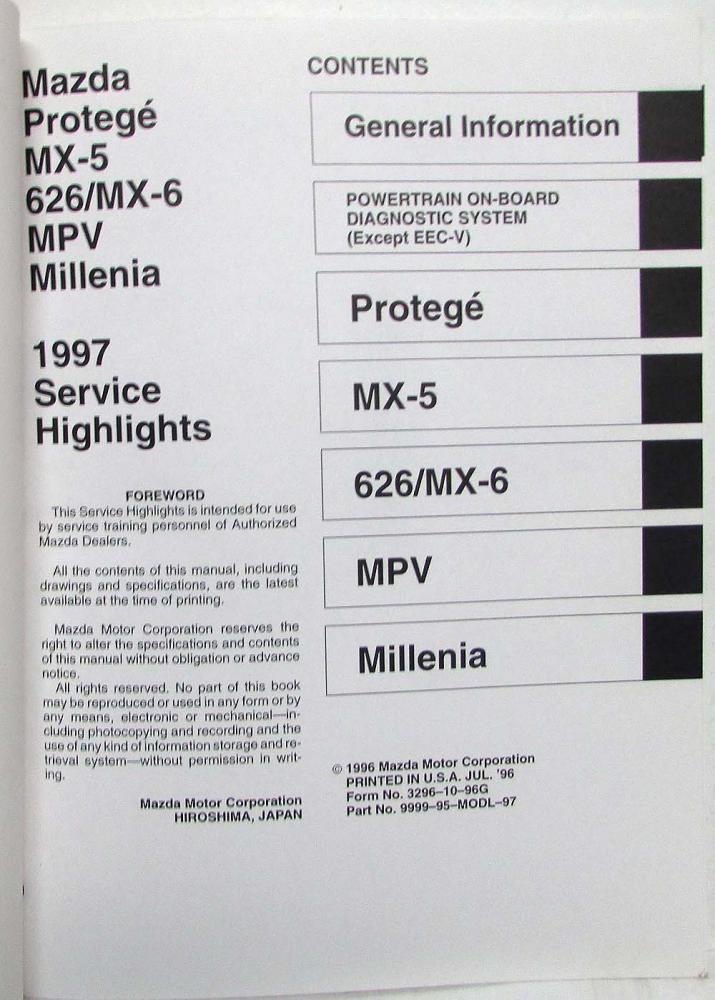 Mazda
Protegé
MX-5
626/MX-6
MPV
Millenia
1997
Service
Highlights
FOREWORD
This Service Highlights is intended for use
by service training personnel of Authorized
Mazda Dealers.
All the contents of this manual, including
drawings and specifications, are the latest
available at the time of printing.
Mazda Motor Corporation reserves the
right to alter the specifications and contents
of this manual without obligation or advance
notice.
All rights reserved. No part of this book
may be reproduced or used in any form or by
any means, electronic or mechanical—in-
cluding photocopying and recording and the
use of any kind of information storage and re-
trieval system—without permission in writ-
ing.
Mazda Motor Corporation
HIROSHIMA, JAPAN
CONTENTS
General Information
POWERTRAIN ON-BOARD
DIAGNOSTIC SYSTEM
(Except EEC-V)
Protegé
MX-5
626/MX-6
MPV
Millenia
© 1996 Mazda Motor Corporation
PRINTED IN U.S.A. JUL. '96
Form No. 3296–10–96G
Part No. 9999–95–MODL–97